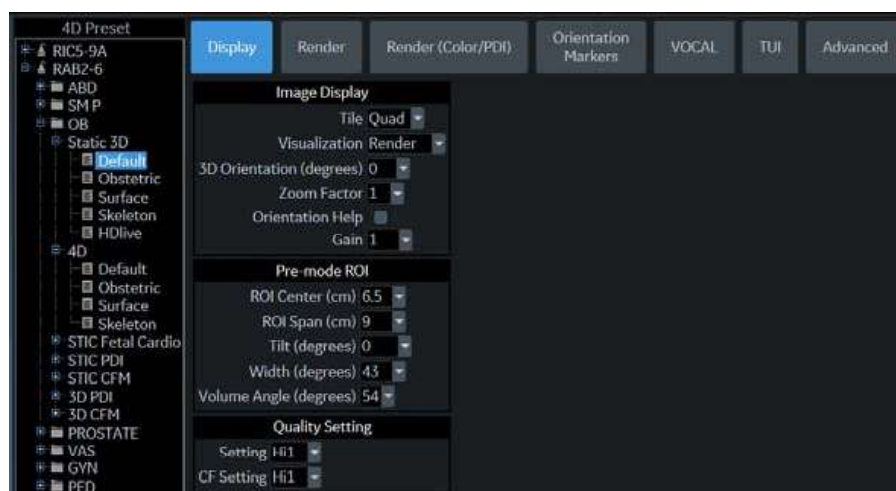 4D Preset
RIC5-9A
RAB2-6
ABD
SM P
OB
Static 3D
Default
Obstetric
Surface
Skeleton
HDlive
4D
Default
Obstetric
Surface
Skeleton
STIC Fetal Cardio
STIC PDI
STIC CFM
3D PDI
3D CFM
PROSTATE
VAS
GYN
PED
Display Render Render (Color/PDI) Orientation Markers VOCAL TUI Advanced
Image Display
Tile Quad
Visualization Render
3D Orientation (degrees) 0
Zoom Factor 1
Orientation Help
Gain 1
Pre-mode ROI
ROI Center (cm) 6.5
ROI Span (cm) 9
Tilt (degrees) 0
Width (degrees) 43
Volume Angle (degrees) 54
Quality Setting
Setting Hi1
CF Setting Hi1